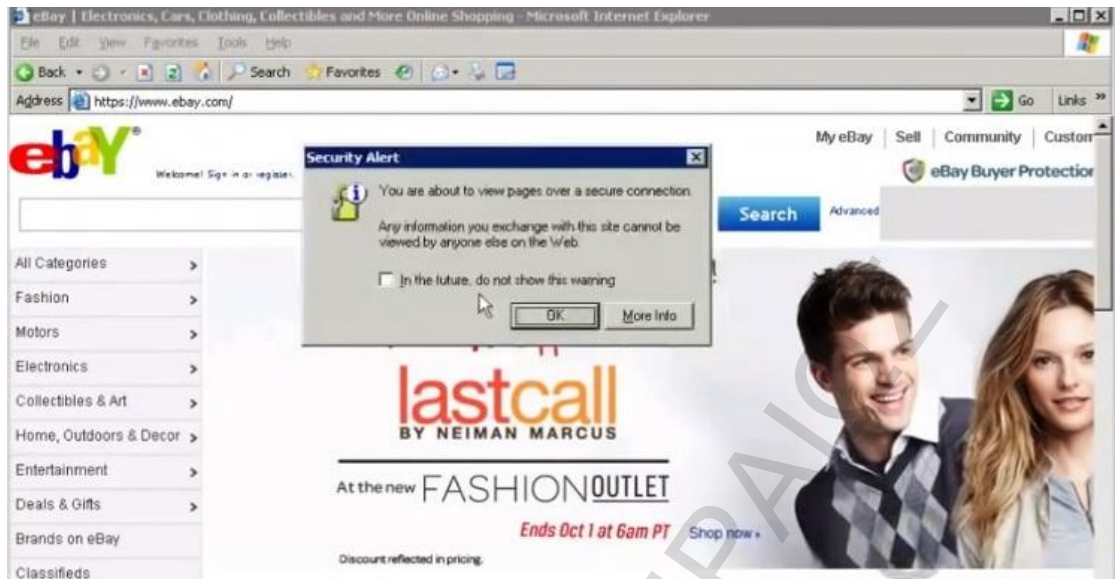 eBay | Electronics, Cars, Clothing, Collectibles and More Online Shopping - Microsoft Internet Explorer
File Edit View Favorites Tools Help
Back Search Favorites
Address https://www.ebay.com/ Go Links »
ebay®
Welcome! Sign in or register.
My eBay | Sell | Community | Custom
eBay Buyer Protection
Search Advanced
Security Alert
You are about to view pages over a secure connection.
Any information you exchange with this site cannot be
viewed by anyone else on the Web.
In the future, do not show this warning
OK More Info
All Categories
Fashion
Motors
Electronics
Collectibles & Art
Home, Outdoors & Decor
Entertainment
Deals & Gifts
Brands on eBay
Classifieds
lastcall
BY NEIMAN MARCUS
At the new FASHION OUTLET
Ends Oct 1 at 6am PT Shop now »
Discount reflected in pricing.